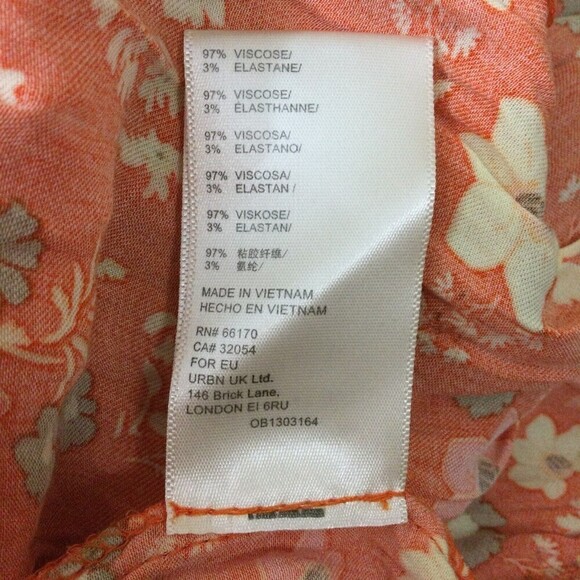 97% VISCOSE/
3% ELASTANE/
97% VISCOSE/
3% ÉLASTHANNE/
97% VISCOSA/
3% ELASTANO/
97% VISCOSA/
3% ELASTAN /
97% VISKOSE/
3% ELASTAN/
97% 粘胶纤维/
3% 氨纶/
MADE IN VIETNAM
HECHO EN VIETNAM
RN# 66170
CA# 32054
FOR EU
URBN UK Ltd.
146 Brick Lane,
LONDON EI 6RU
OB1303164